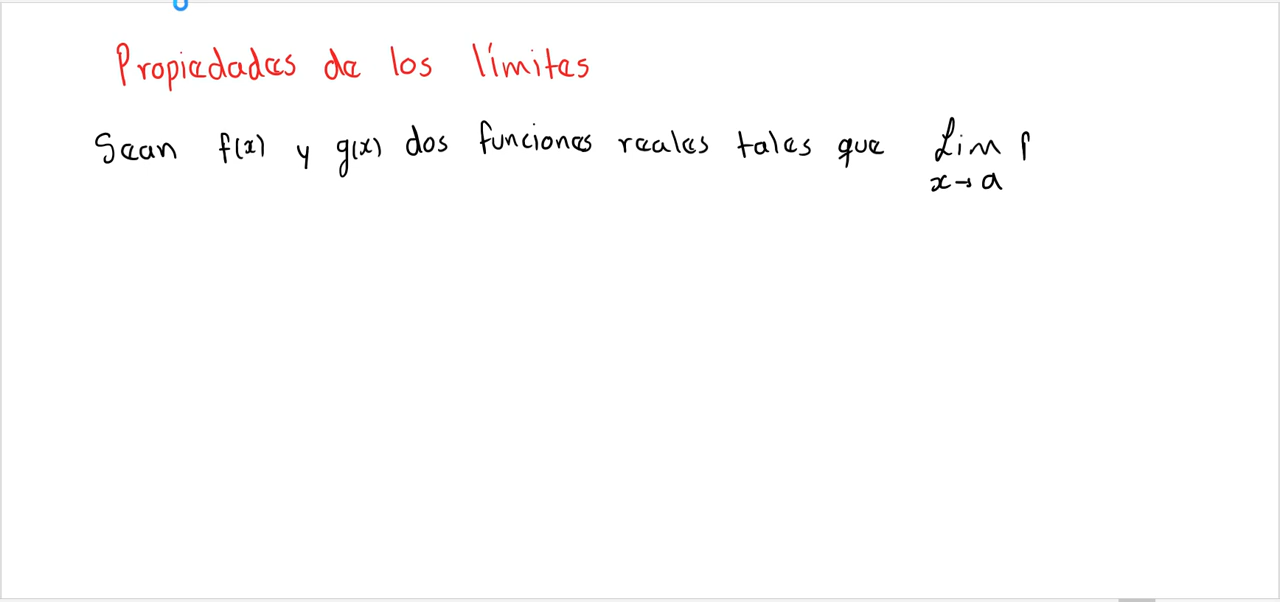 Propiedades de los límites
Sean f(x) y g(x) dos funciones reales tales que Lim
x→a